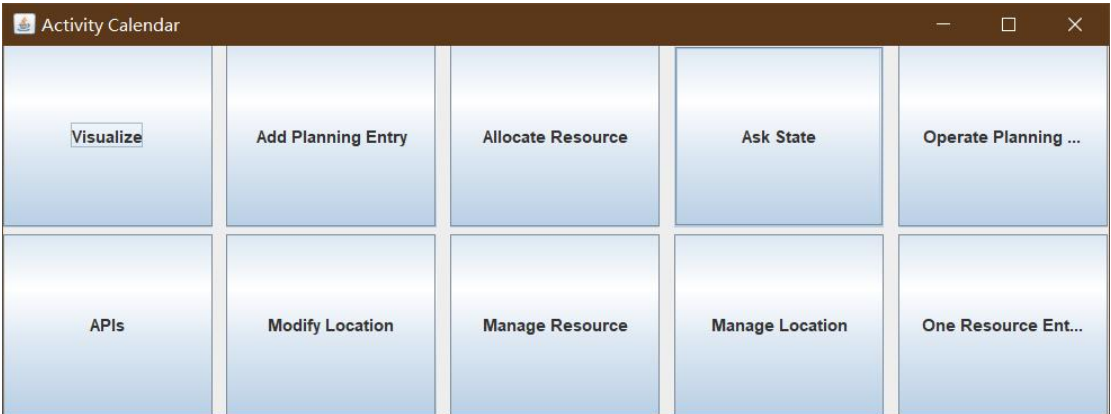 Activity Calendar
Visualize
Add Planning Entry
Allocate Resource
Ask State
Operate Planning ...
APIs
Modify Location
Manage Resource
Manage Location
One Resource Ent...